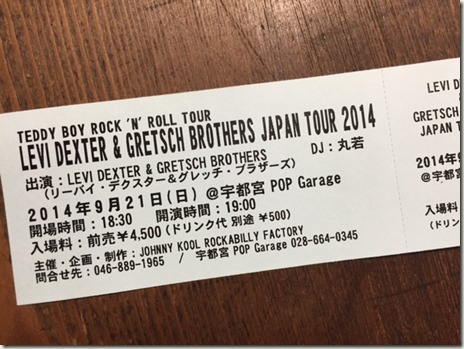 TEDDY BOY ROCK 'N' ROLL TOUR
LEVI DEXTER & GRETSCH BROTHERS JAPAN TOUR 2014
出演：LEVI DEXTER & GRETSCH BROTHERS DJ：丸若
(リーバイ・デクスター&グレッチ・ブラザーズ)
2014年9月21日(日) @宇都宮 POP Garage
開場時間：18:30 開演時間：19:00
入場料：前売¥4,500(ドリンク代 別途 ¥500)
主催・企画・制作：JOHNNY KOOL ROCKABILLY FACTORY
問合せ先：046-889-1965 / 宇都宮 POP Garage 028-664-0345
LEVI DE
GRETSCH
JAPAN T
2014年9
@宇都宮
前売
(ドリン